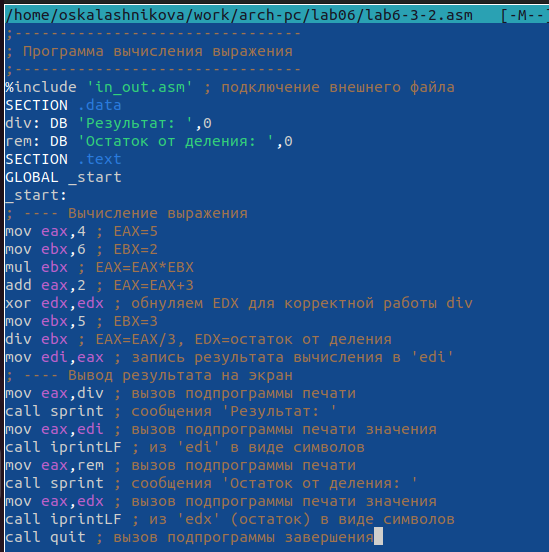 /home/oskalashnikova/work/arch-pc/lab06/lab6-3-2.asm [-M--]
;--------------------------------
; Программа вычисления выражения
;--------------------------------
%include 'in_out.asm' ; подключение внешнего файла
SECTION .data
div: DB 'Результат: ',0
rem: DB 'Остаток от деления: ',0
SECTION .text
GLOBAL _start
_start:
; ---- Вычисление выражения
mov eax,4 ; EAX=5
mov ebx,6 ; EBX=2
mul ebx ; EAX=EAX*EBX
add eax,2 ; EAX=EAX+3
xor edx,edx ; обнуляем EDX для корректной работы div
mov ebx,5 ; EBX=3
div ebx ; EAX=EAX/3, EDX=остаток от деления
mov edi,eax ; запись результата вычисления в 'edi'
; ---- Вывод результата на экран
mov eax,div ; вызов подпрограммы печати
call sprint ; сообщения 'Результат: '
mov eax,edi ; вызов подпрограммы печати значения
call iprintLF ; из 'edi' в виде символов
mov eax,rem ; вызов подпрограммы печати
call sprint ; сообщения 'Остаток от деления: '
mov eax,edx ; вызов подпрограммы печати значения
call iprintLF ; из 'edx' (остаток) в виде символов
call quit ; вызов подпрограммы завершения